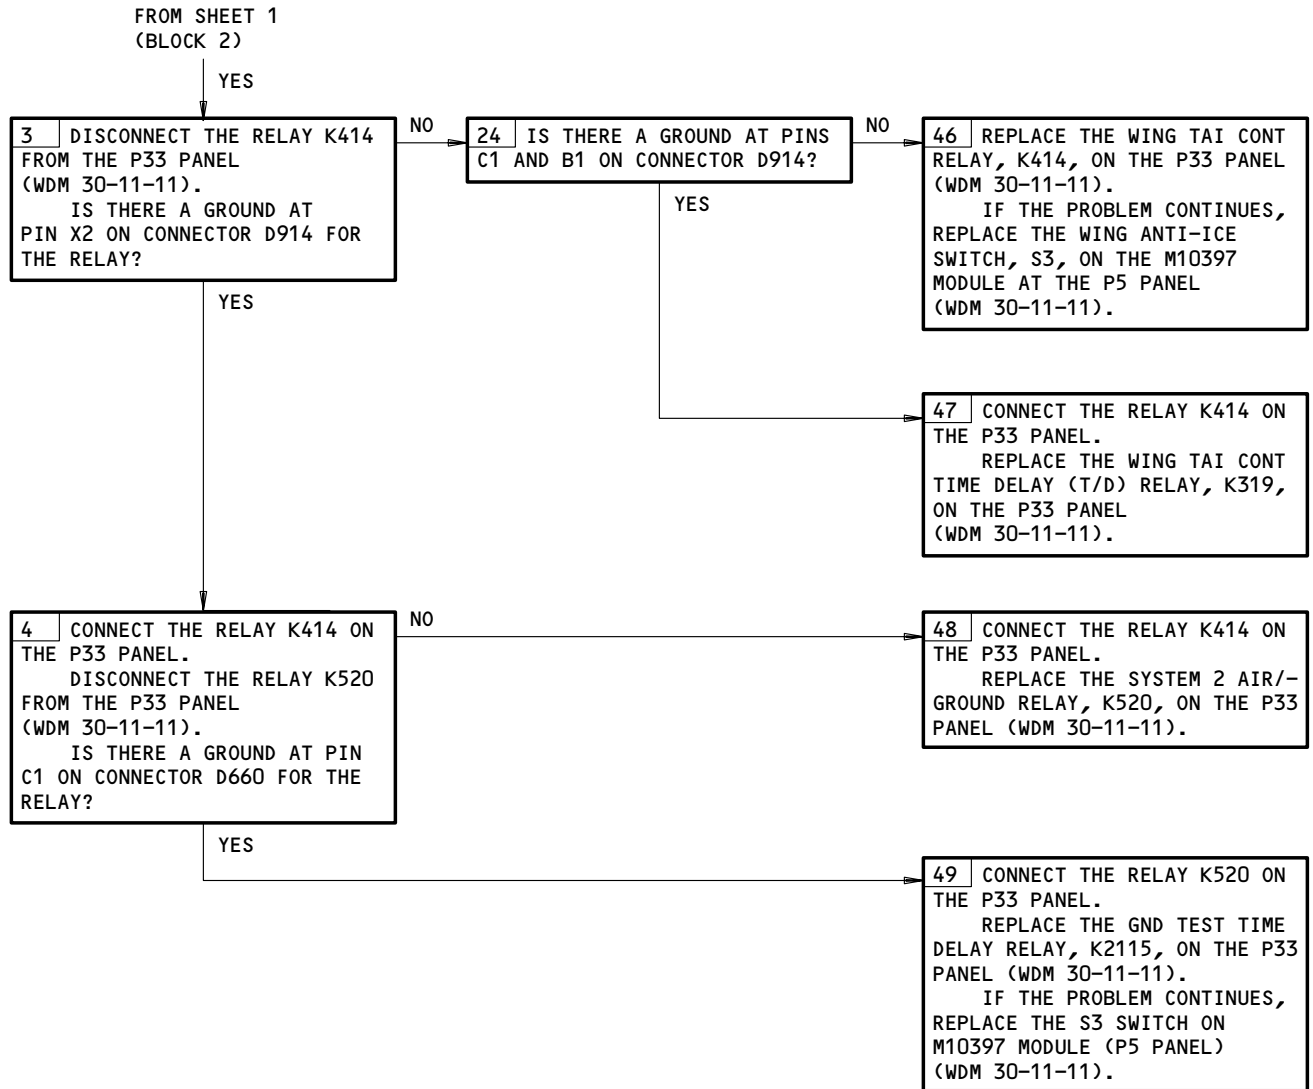 FROM SHEET 1
(BLOCK 2)
YES
3 DISCONNECT THE RELAY K414
FROM THE P33 PANEL
(WDM 30-11-11).
IS THERE A GROUND AT
PIN X2 ON CONNECTOR D914 FOR
THE RELAY?
NO
24 IS THERE A GROUND AT PINS
C1 AND B1 ON CONNECTOR D914?
NO
46 REPLACE THE WING TAI CONT
RELAY, K414, ON THE P33 PANEL
(WDM 30-11-11).
IF THE PROBLEM CONTINUES,
REPLACE THE WING ANTI-ICE
SWITCH, S3, ON THE M10397
MODULE AT THE P5 PANEL
(WDM 30-11-11).
YES
YES
47 CONNECT THE RELAY K414 ON
THE P33 PANEL.
REPLACE THE WING TAI CONT
TIME DELAY (T/D) RELAY, K319,
ON THE P33 PANEL
(WDM 30-11-11).
4 CONNECT THE RELAY K414 ON
THE P33 PANEL.
DISCONNECT THE RELAY K520
FROM THE P33 PANEL
(WDM 30-11-11).
IS THERE A GROUND AT PIN
C1 ON CONNECTOR D660 FOR THE
RELAY?
NO
48 CONNECT THE RELAY K414 ON
THE P33 PANEL.
REPLACE THE SYSTEM 2 AIR/-
GROUND RELAY, K520, ON THE P33
PANEL (WDM 30-11-11).
YES
49 CONNECT THE RELAY K520 ON
THE P33 PANEL.
REPLACE THE GND TEST TIME
DELAY RELAY, K2115, ON THE P33
PANEL (WDM 30-11-11).
IF THE PROBLEM CONTINUES,
REPLACE THE S3 SWITCH ON
M10397 MODULE (P5 PANEL)
(WDM 30-11-11).